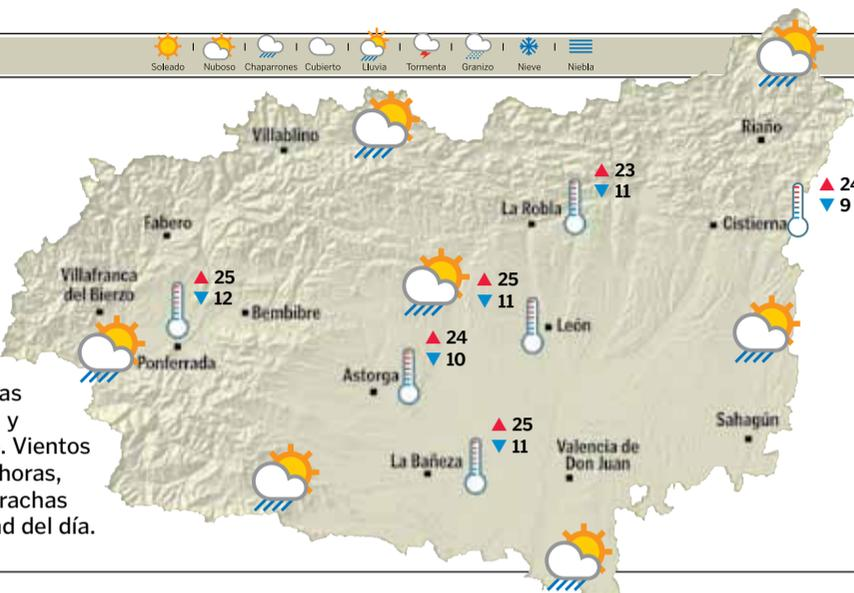 Soleado Nuboso Chaparrones Cubierto Lluvia Tormenta Granizo Nieve Niebla
Riaño
Villablino
23
11
24
9
La Robla
Cistierna
Fabero
Villafranca
del Bierzo
25
12
Bembibre
25
11
León
24
10
Ponferrada
Astorga
Sahagún
25
11
La Bañeza
Valencia de
Don Juan
y
. Vientos
horas,
rachas
del día.